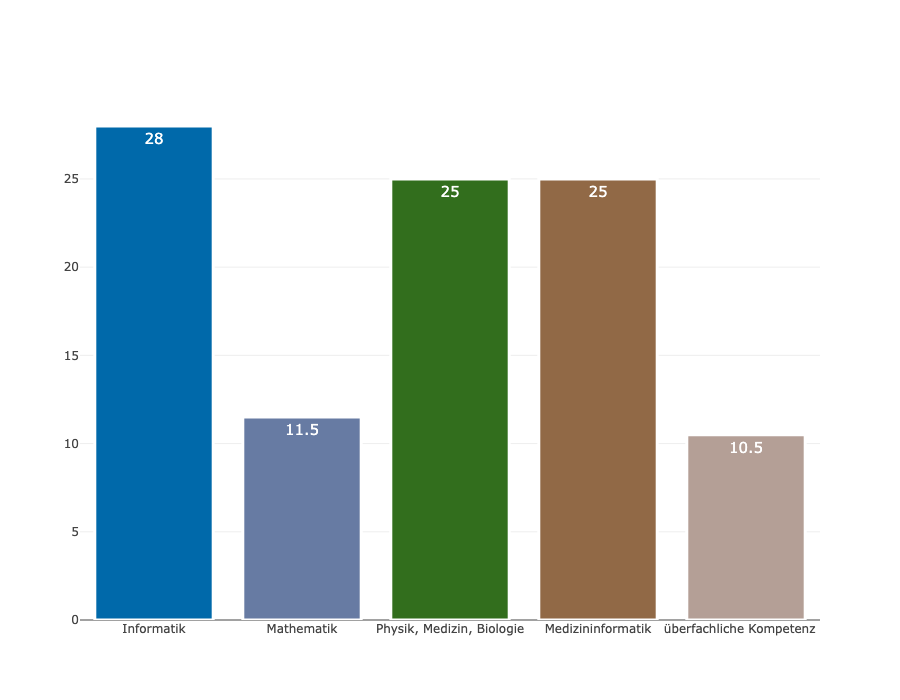 28
25
25
25
20
15
11.5
10.5
10
5
0
Informatik
Mathematik
Physik, Medizin, Biologie
Medizininformatik
überfachliche Kompetenz